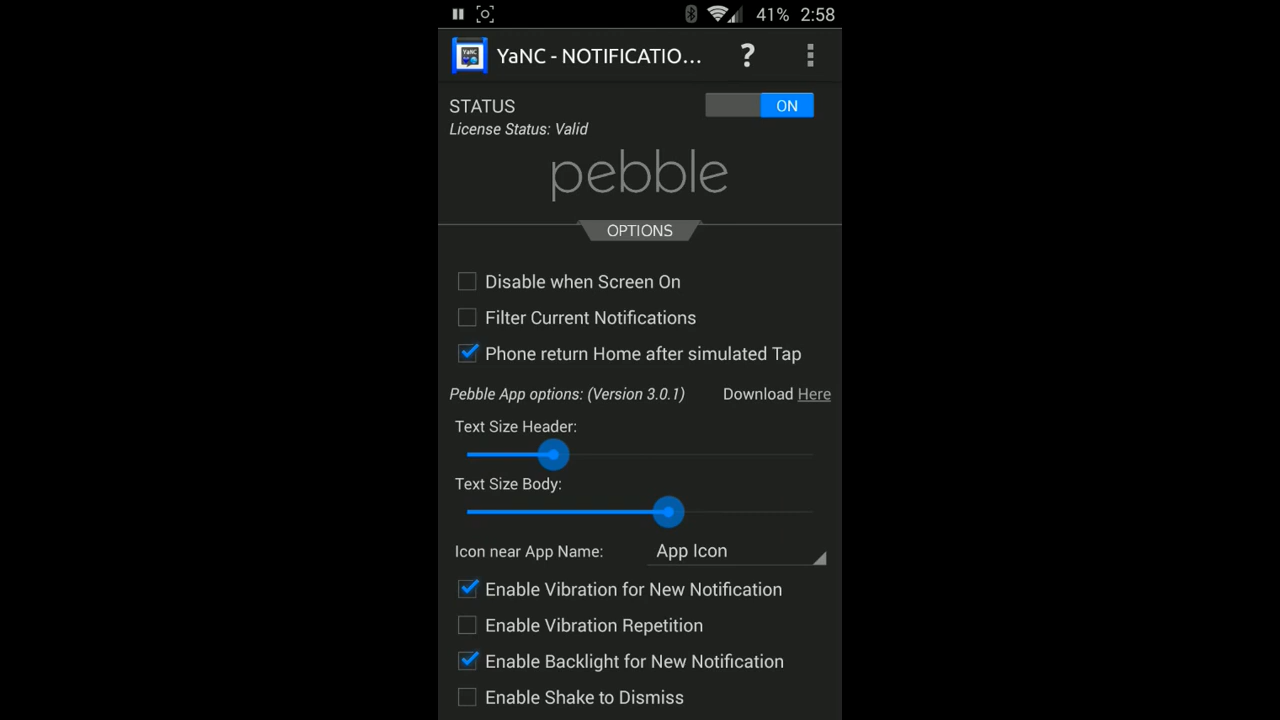 41% 2:58
YaNC
YaNC - NOTIFICATIO... ?
STATUS ON
License Status: Valid
pebble
OPTIONS
Disable when Screen On
Filter Current Notifications
Phone return Home after simulated Tap
Pebble App options: (Version 3.0.1) Download Here
Text Size Header:
Text Size Body:
Icon near App Name: App Icon
Enable Vibration for New Notification
Enable Vibration Repetition
Enable Backlight for New Notification
Enable Shake to Dismiss